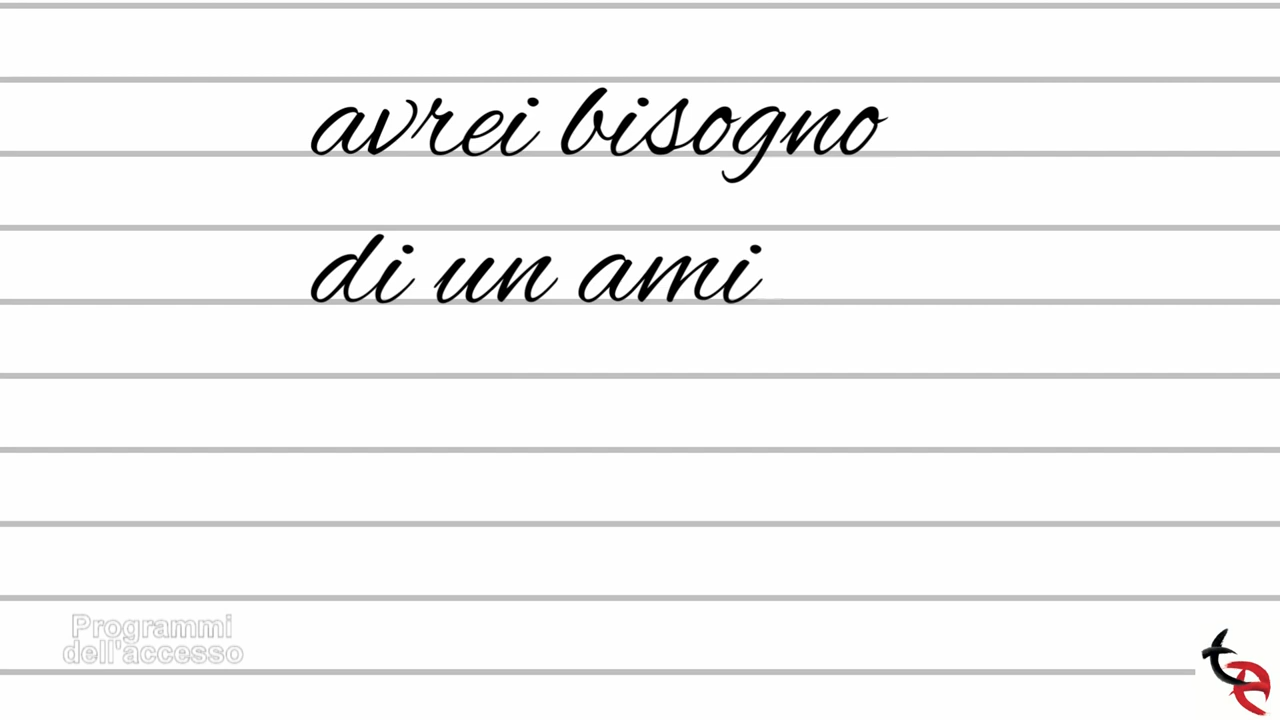 avrei bisogno
di un ami
Programmi
dell'accesso